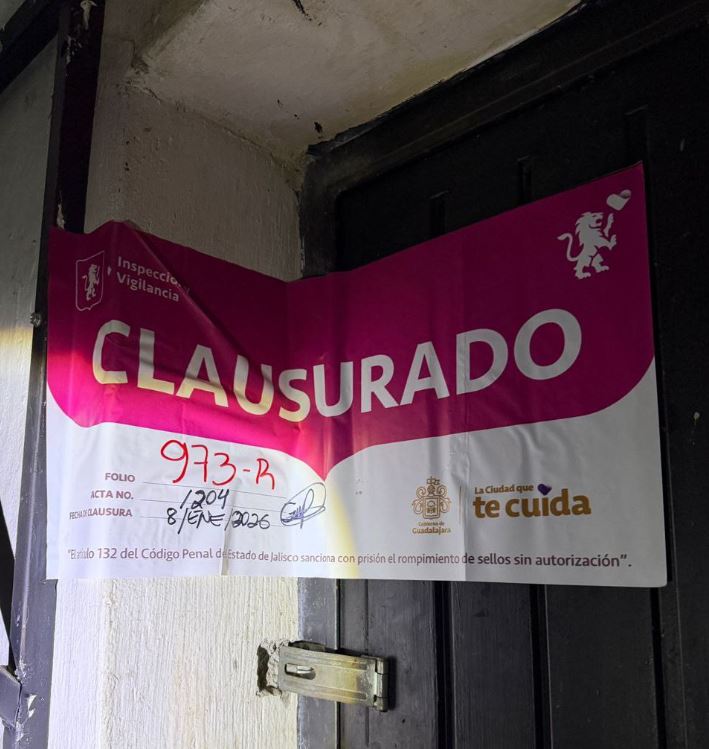 Inspección
Vigilancia
CLAUSURADO
FOLIO 973-R
ACTA NO. /204
FECHA DE CLAUSURA 8/ENE/2026
Gobierno de
Guadalajara
La Ciudad que
te cuida
"El artículo 132 del Código Penal del Estado de Jalisco sanciona con prisión el rompimiento de sellos sin autorización".